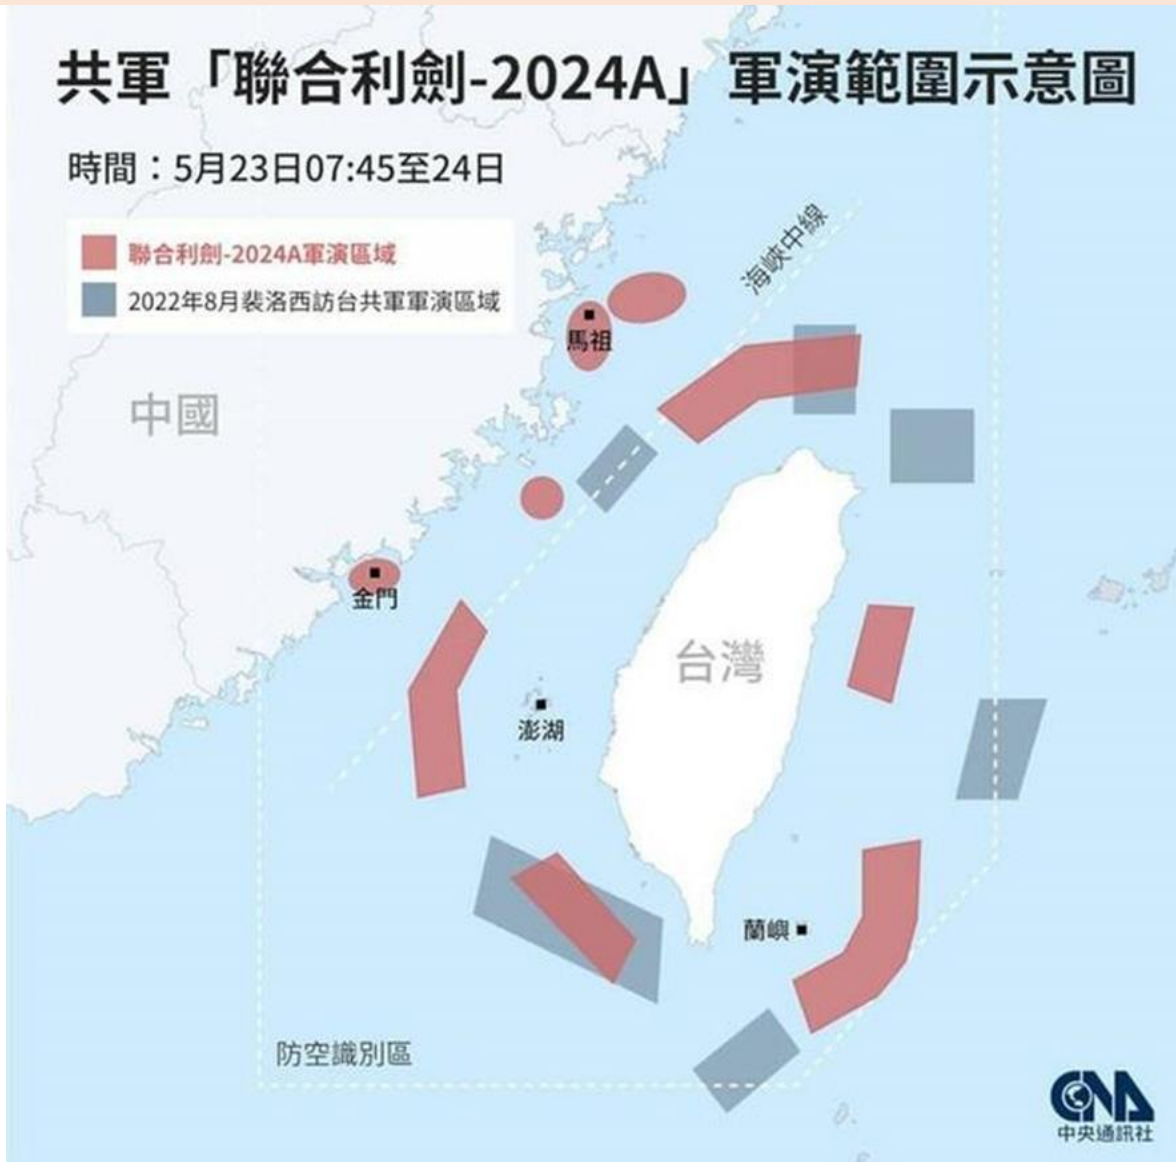 共軍「聯合利劍-2024A」軍演範圍示意圖
時間：5月23日07:45至24日
聯合利劍-2024A軍演區域
2022年8月裴洛西訪台共軍軍演區域
海峽中線
馬祖
中國
金門
台灣
澎湖
蘭嶼
防空識別區
CNA
中央通訊社